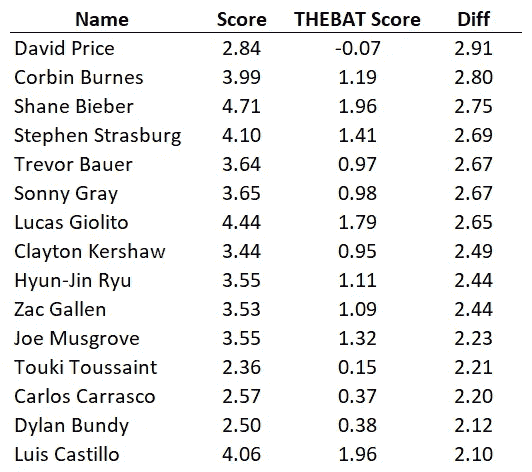 Name Score THEBAT Score Diff
David Price 2.84 -0.07 2.91
Corbin Burnes 3.99 1.19 2.80
Shane Bieber 4.71 1.96 2.75
Stephen Strasburg 4.10 1.41 2.69
Trevor Bauer 3.64 0.97 2.67
Sonny Gray 3.65 0.98 2.67
Lucas Giolito 4.44 1.79 2.65
Clayton Kershaw 3.44 0.95 2.49
Hyun-Jin Ryu 3.55 1.11 2.44
Zac Gallen 3.53 1.09 2.44
Joe Musgrove 3.55 1.32 2.23
Touki Toussaint 2.36 0.15 2.21
Carlos Carrasco 2.57 0.37 2.20
Dylan Bundy 2.50 0.38 2.12
Luis Castillo 4.06 1.96 2.10